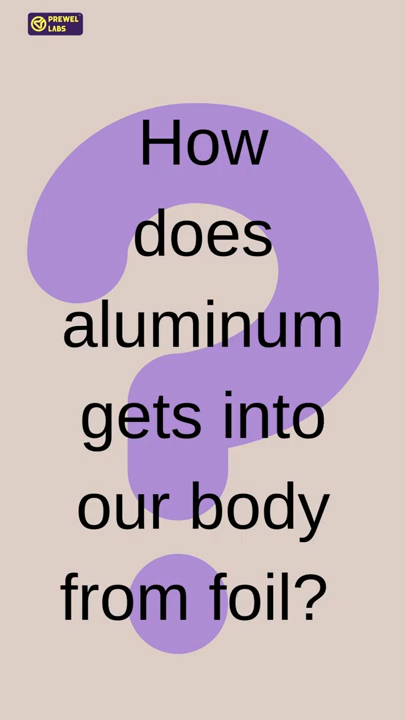 PREWEL
LABS
How
does
aluminum
gets into
our body
from foil?